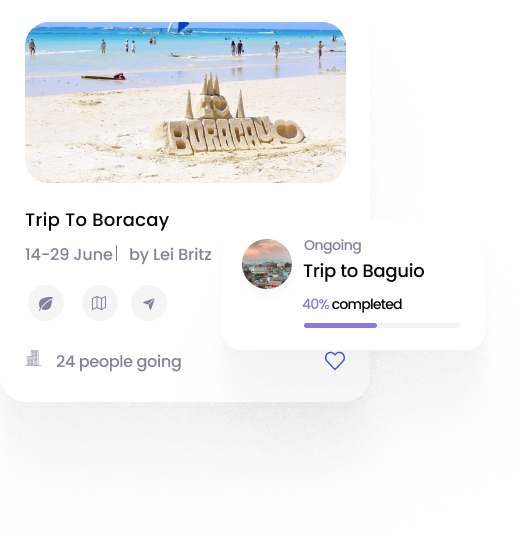 BORACAY
Trip To Boracay
14-29 June | by Lei Britz
24 people going
Ongoing
Trip to Baguio
40% completed